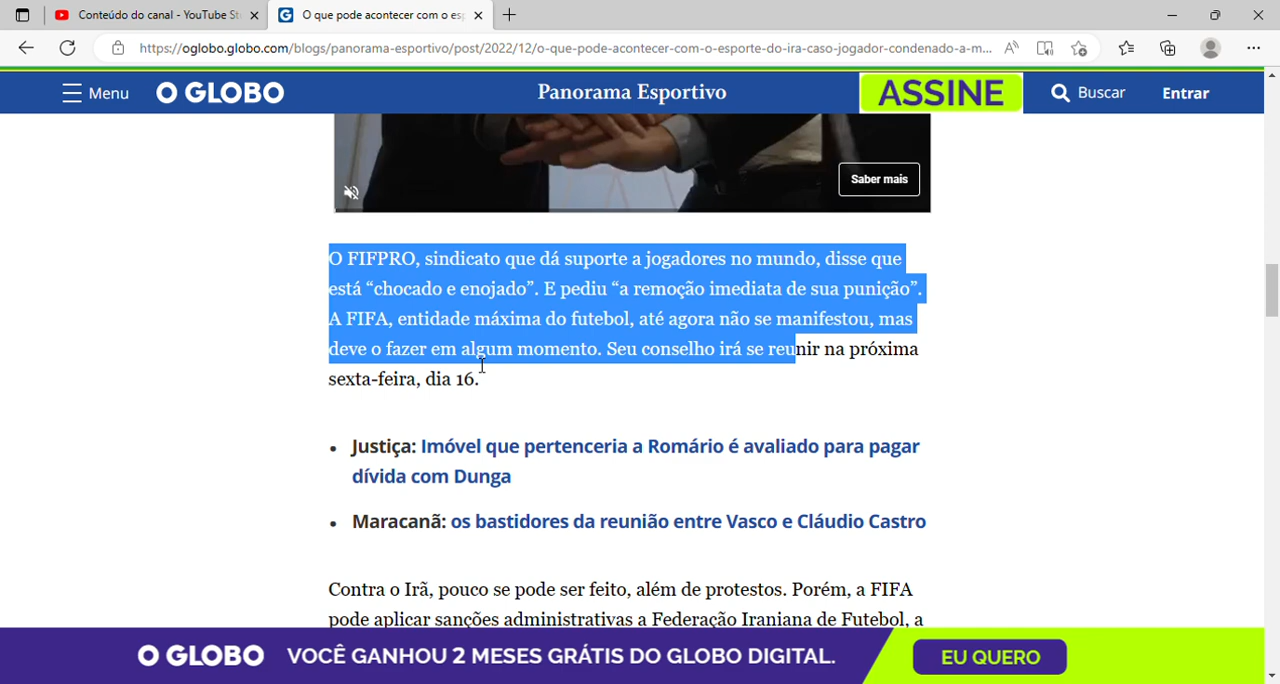 Conteúdo do canal - YouTube St
O que pode acontecer com o esp
https://oglobo.globo.com/blogs/panorama-esportivo/post/2022/12/o-que-pode-acontecer-com-o-esporte-do-ira-caso-jogador-condenado-a-m...
Menu
O GLOBO
Panorama Esportivo
ASSINE
Buscar
Entrar
Saber mais
O FIFPRO, sindicato que dá suporte a jogadores no mundo, disse que
está “chocado e enojado”. E pediu “a remoção imediata de sua punição”.
A FIFA, entidade máxima do futebol, até agora não se manifestou, mas
deve o fazer em algum momento. Seu conselho irá se reunir na próxima
sexta-feira, dia 16.
• Justiça: Imóvel que pertenceria a Romário é avaliado para pagar
dívida com Dunga
• Maracanã: os bastidores da reunião entre Vasco e Cláudio Castro
Contra o Irã, pouco se pode ser feito, além de protestos. Porém, a FIFA
pode aplicar sanções administrativas a Federação Iraniana de Futebol, a
O GLOBO VOCÊ GANHOU 2 MESES GRÁTIS DO GLOBO DIGITAL.
EU QUERO